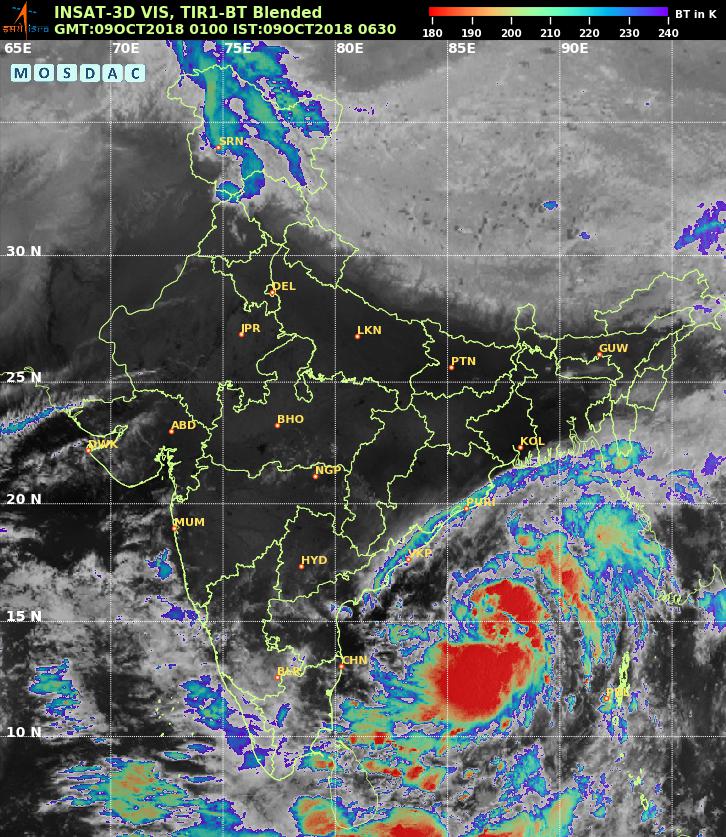 INSAT-3D VIS, TIR1-BT Blended
GMT:09OCT2018 0100 IST:09OCT2018 0630
BT in K
180 190 200 210 220 230 240
65E 70E 75E 80E 85E 90E
MOSDAC
SRN
30 N
DEL
JPR LKN
GUW
PTN
25 N
ABD BHO
DWK KOL
NGP
20 N
PURI
MUM
VKP
HYD
15 N
CHN
BLR
10 N